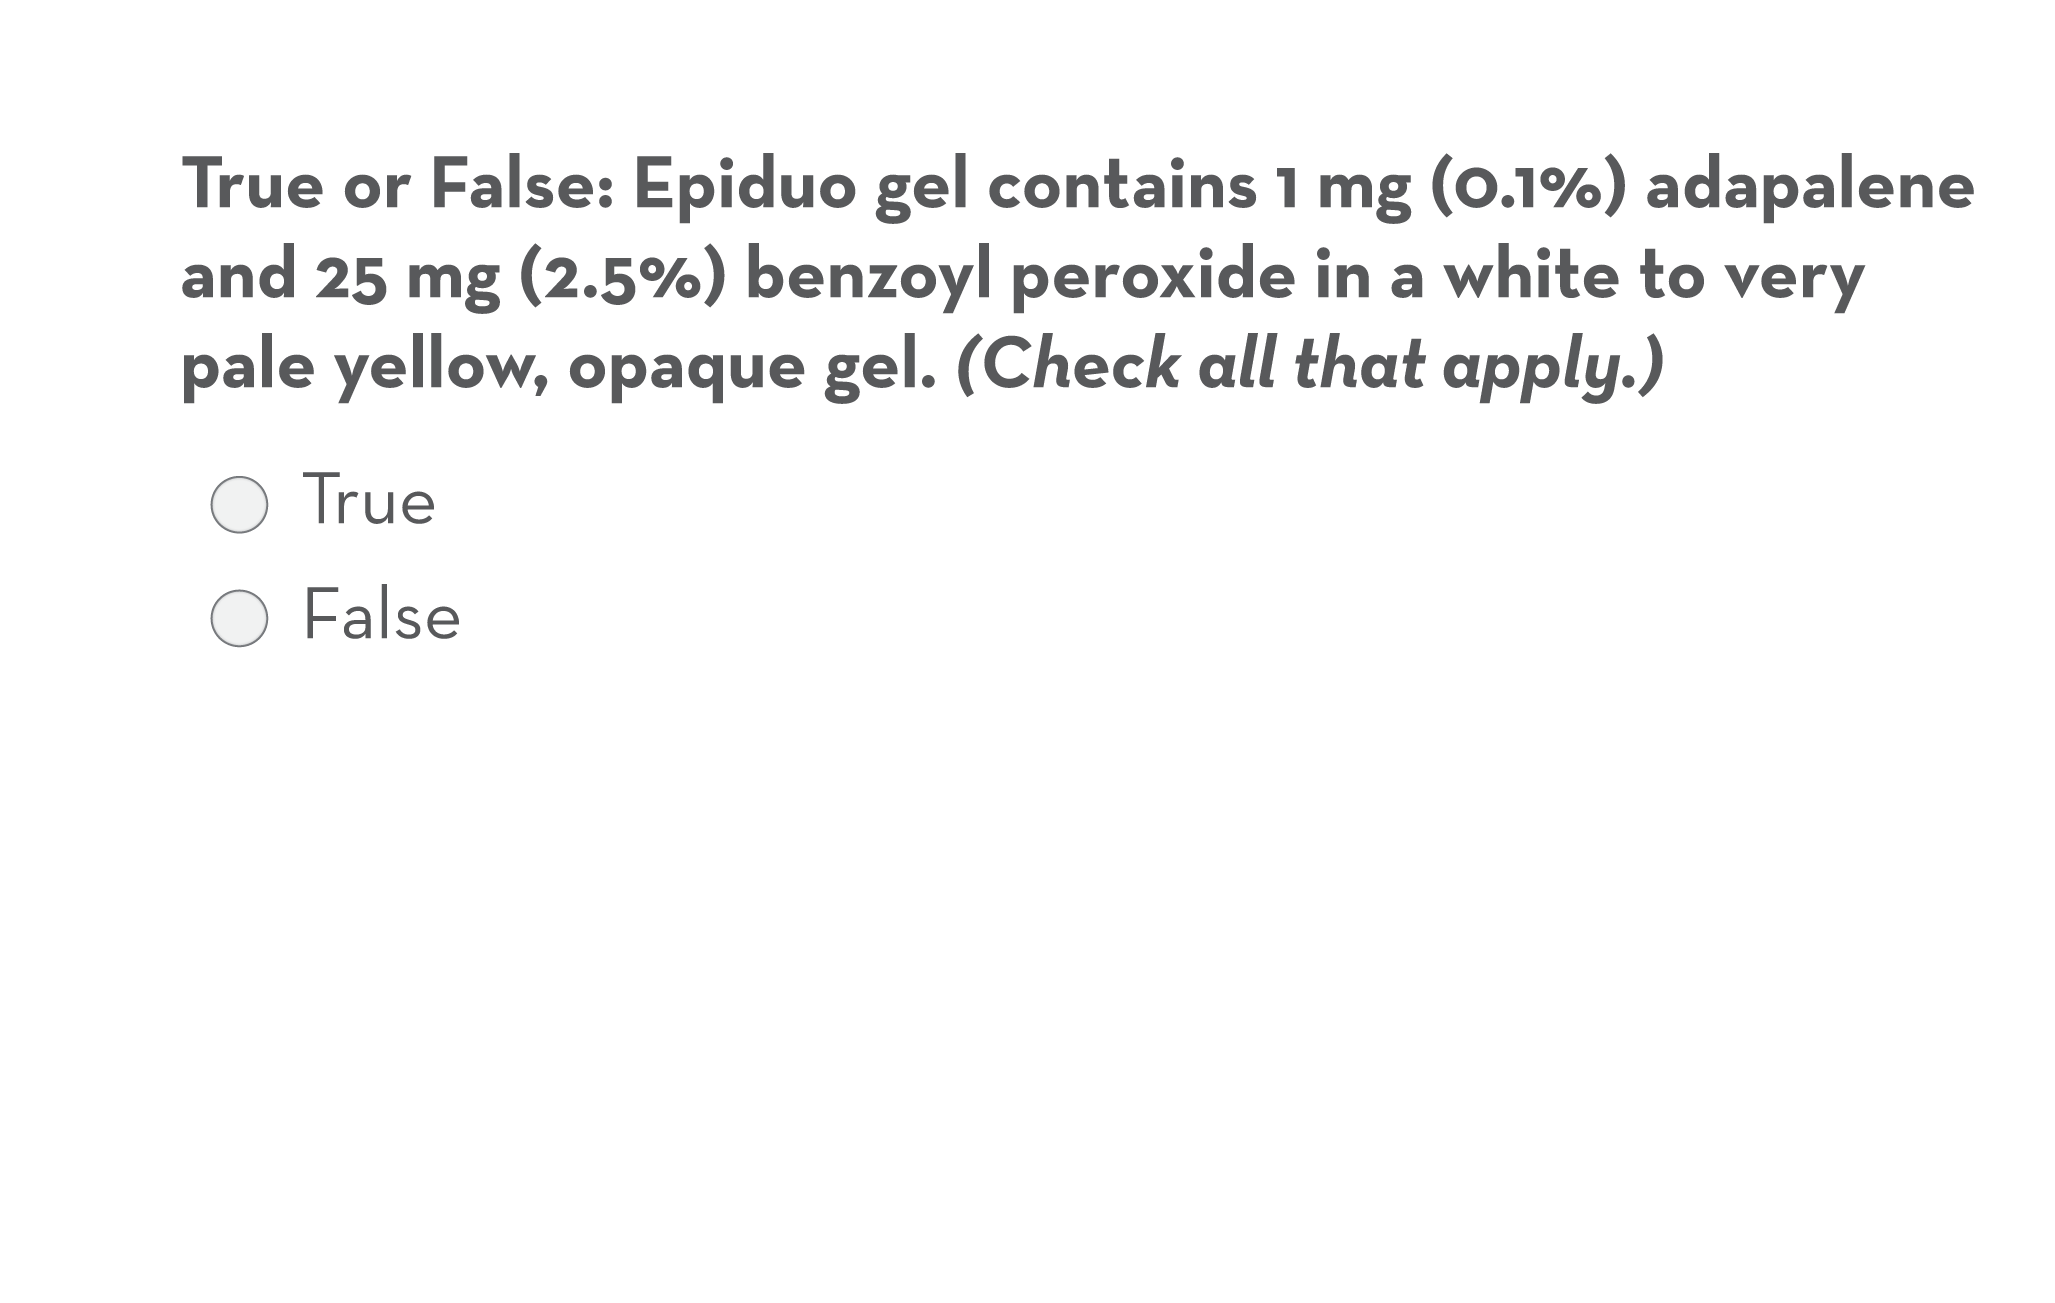 True or False: Epiduo gel contains 1 mg (0.1%) adapalene
and 25 mg (2.5%) benzoyl peroxide in a white to very
pale yellow, opaque gel. (Check all that apply.)
True
False